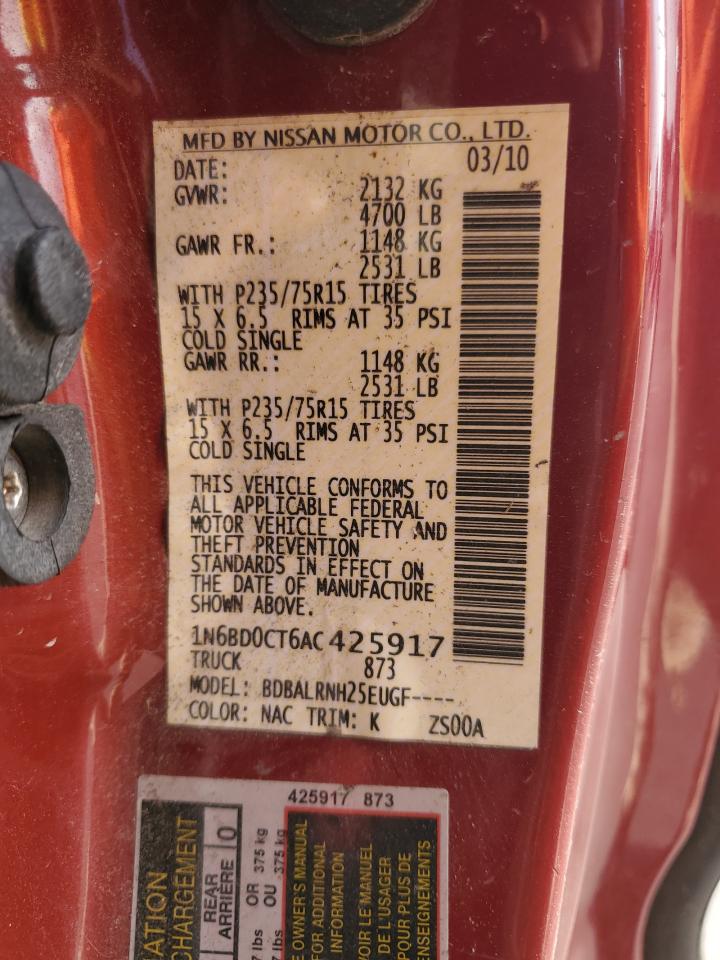 MFD BY NISSAN MOTOR CO., LTD.
DATE: 03/10
GVWR: 2132 KG
4700 LB
GAWR FR.: 1148 KG
2531 LB
WITH P235/75R15 TIRES
15 X 6.5 RIMS AT 35 PSI
COLD SINGLE
GAWR RR.: 1148 KG
2531 LB
WITH P235/75R15 TIRES
15 X 6.5 RIMS AT 35 PSI
COLD SINGLE
THIS VEHICLE CONFORMS TO
ALL APPLICABLE FEDERAL
MOTOR VEHICLE SAFETY AND
THEFT PREVENTION
STANDARDS IN EFFECT ON
THE DATE OF MANUFACTURE
SHOWN ABOVE.
1N6BD0CT6AC425917
TRUCK 873
MODEL: BDBALRNH25EUGF----
COLOR: NAC TRIM: K ZS00A
425917 873
CHARGEMENT
REAR
ARRIÈRE 0
lbs OR 375 kg
lbs OU 375 kg
OWNER'S MANUAL
FOR ADDITIONAL
INFORMATION
LE MANUEL
DE L'USAGER
POUR PLUS DE